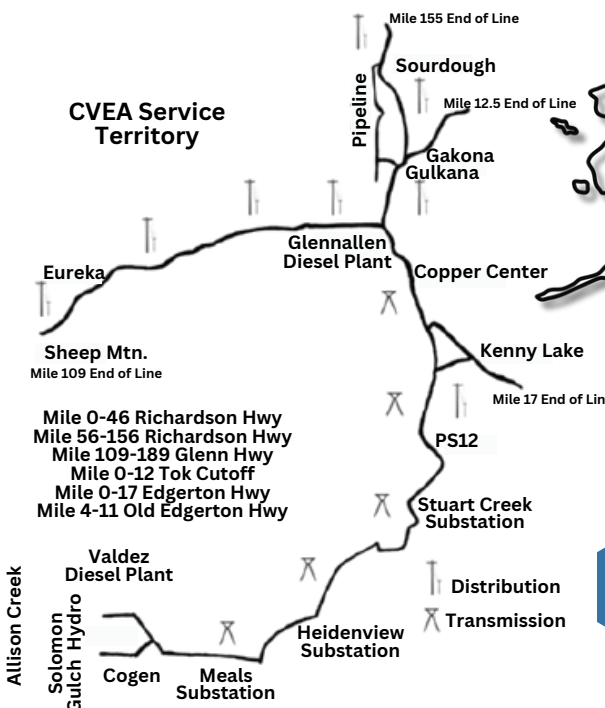 Mile 155 End of Line
Sourdough
Pipeline
Mile 12.5 End of Line
CVEA Service
Territory
Gakona
Gulkana
Glennallen
Diesel Plant
Copper Center
Eureka
Sheep Mtn.
Mile 109 End of Line
Kenny Lake
Mile 17 End of Lin
Mile 0-46 Richardson Hwy
Mile 56-156 Richardson Hwy
Mile 109-189 Glenn Hwy
Mile 0-12 Tok Cutoff
Mile 0-17 Edgerton Hwy
Mile 4-11 Old Edgerton Hwy
PS12
Stuart Creek
Substation
Valdez
Diesel Plant
Distribution
Transmission
Allison Creek
Solomon
Gulch Hydro
Heidenview
Substation
Cogen
Meals
Substation